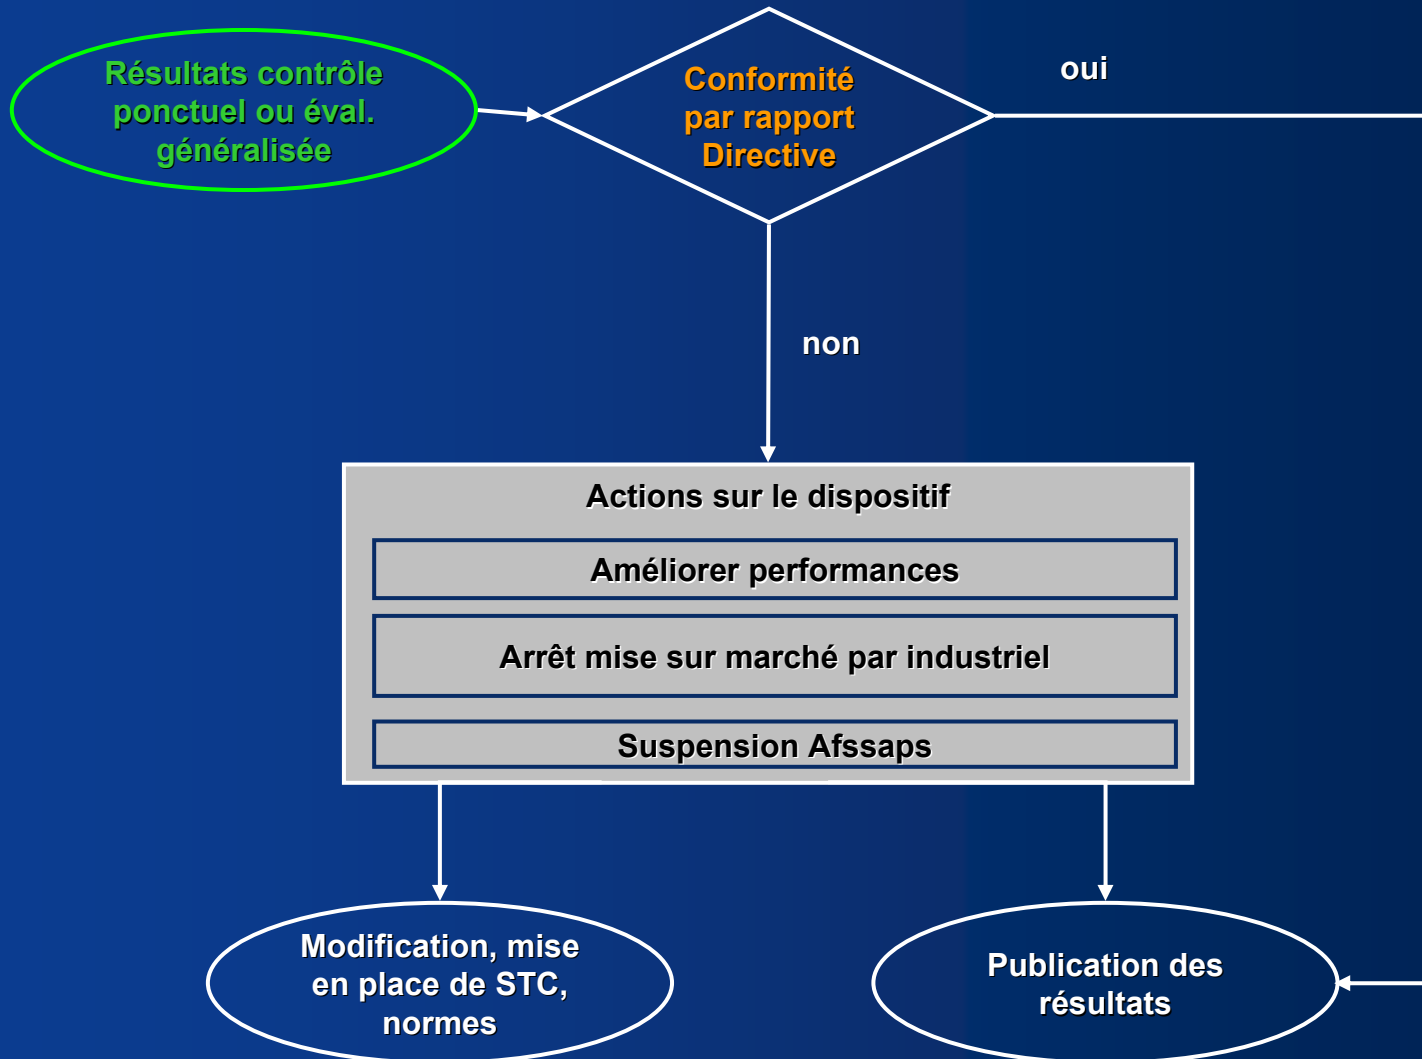 Résultats contrôle
ponctuel ou éval.
généralisée
Conformité
par rapport
Directive
oui
non
Actions sur le dispositif
Améliorer performances
Arrêt mise sur marché par industriel
Suspension Afssaps
Modification, mise
en place de STC,
normes
Publication des
résultats